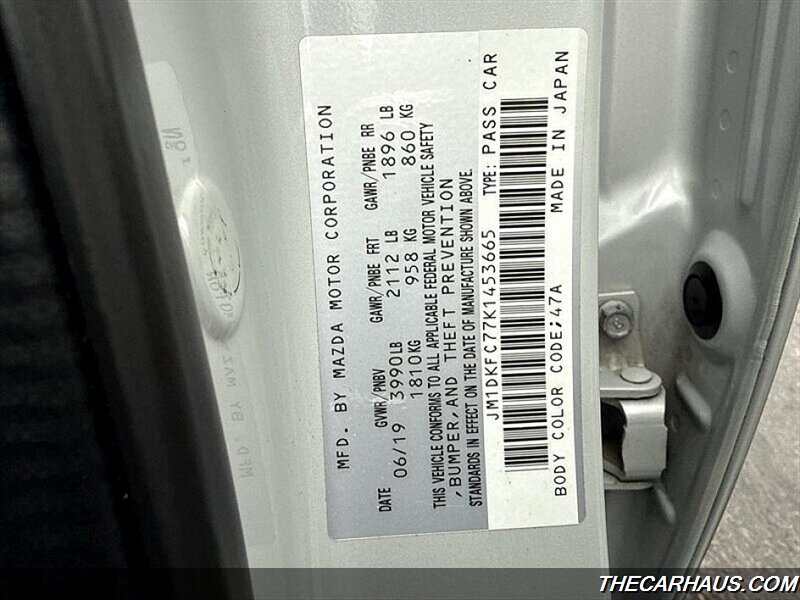 MFD. BY MAZDA MOTOR CORPORATION
DATE GVWR/PNBV GAWR/PNBE FRT GAWR/PNBE RR
06/19 3990LB 2112 LB 1896 LB
1810KG 958 KG 860 KG
THIS VEHICLE CONFORMS TO ALL APPLICABLE FEDERAL MOTOR VEHICLE SAFETY
,BUMPER,AND THEFT PREVENTION
STANDARDS IN EFFECT ON THE DATE OF MANUFACTURE SHOWN ABOVE.
JM1DKFC77K1453665 TYPE: PASS CAR
BODY COLOR CODE;47A MADE IN JAPAN
THECARHAUS.COM